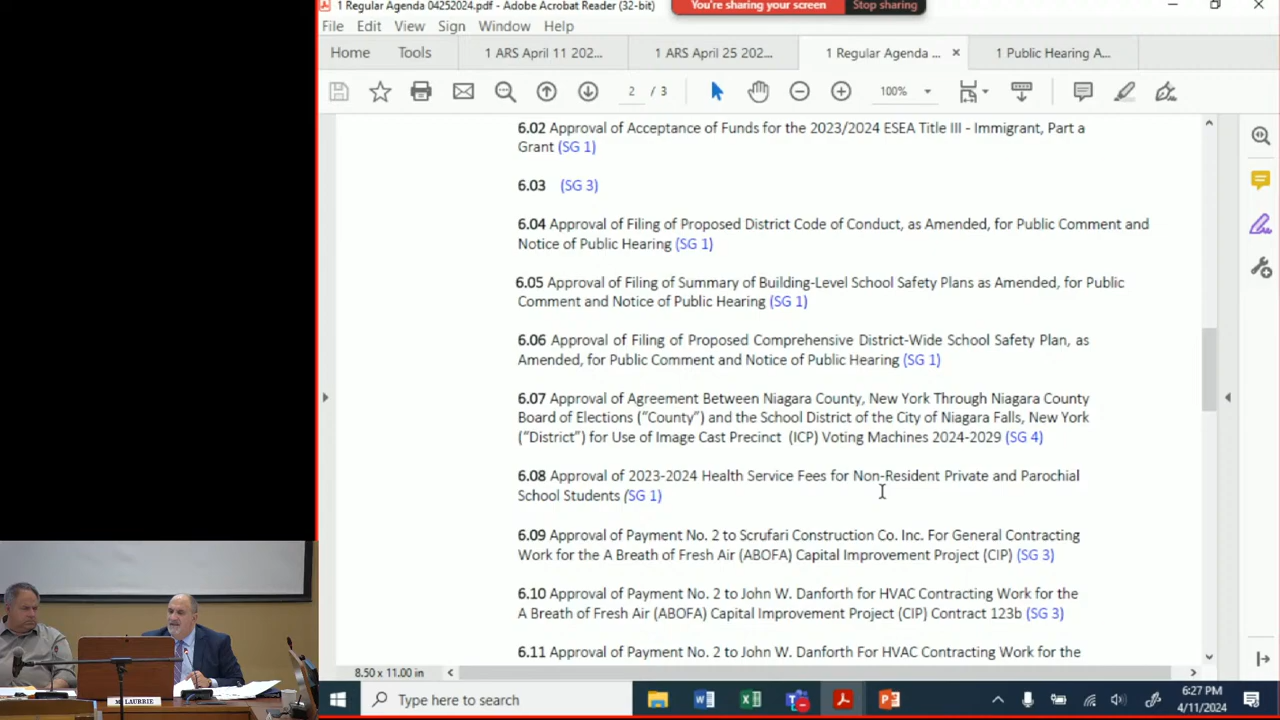 1 Regular Agenda 04252024.pdf - Adobe Acrobat Reader (32-bit)
You're sharing your screen
Stop sharing
File Edit View Sign Window Help
Home Tools 1 ARS April 11 202... 1 ARS April 25 202... 1 Regular Agenda ... × 1 Public Hearing A...
2 / 3 100%
6.02 Approval of Acceptance of Funds for the 2023/2024 ESEA Title III - Immigrant, Part a
Grant (SG 1)
6.03 (SG 3)
6.04 Approval of Filing of Proposed District Code of Conduct, as Amended, for Public Comment and
Notice of Public Hearing (SG 1)
6.05 Approval of Filing of Summary of Building-Level School Safety Plans as Amended, for Public
Comment and Notice of Public Hearing (SG 1)
6.06 Approval of Filing of Proposed Comprehensive District-Wide School Safety Plan, as
Amended, for Public Comment and Notice of Public Hearing (SG 1)
6.07 Approval of Agreement Between Niagara County, New York Through Niagara County
Board of Elections ("County") and the School District of the City of Niagara Falls, New York
("District") for Use of Image Cast Precinct (ICP) Voting Machines 2024-2029 (SG 4)
6.08 Approval of 2023-2024 Health Service Fees for Non-Resident Private and Parochial
School Students (SG 1)
6.09 Approval of Payment No. 2 to Scrufari Construction Co. Inc. For General Contracting
Work for the A Breath of Fresh Air (ABOFA) Capital Improvement Project (CIP) (SG 3)
6.10 Approval of Payment No. 2 to John W. Danforth for HVAC Contracting Work for the
A Breath of Fresh Air (ABOFA) Capital Improvement Project (CIP) Contract 123b (SG 3)
6.11 Approval of Payment No. 2 to John W. Danforth For HVAC Contracting Work for the
8.50 x 11.00 in
M. LAURRIE
Type here to search
6:27 PM
4/11/2024